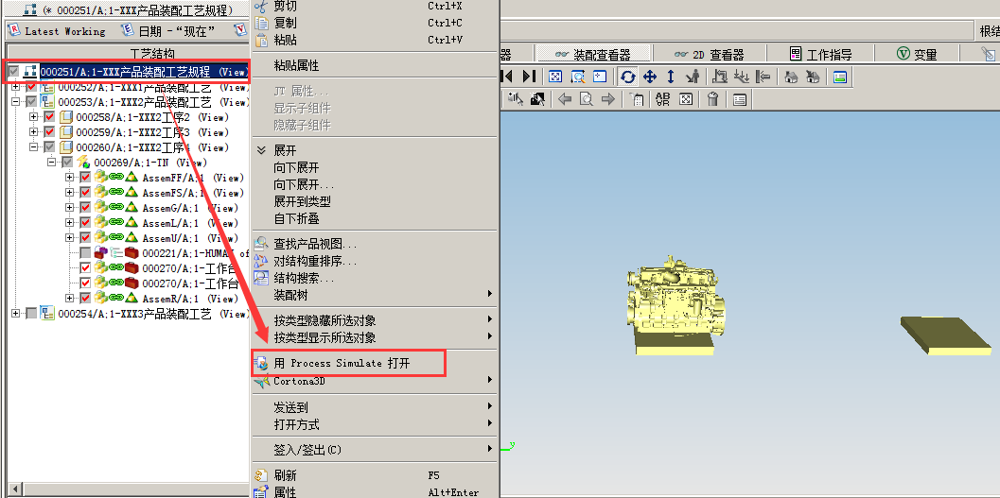 (* 000251/A;1-XXX产品装配工艺规程)
Latest Working
日期 -“现在”
工艺结构
000251/A;1-XXX产品装配工艺规程 (View)
000252/A;1-XXX1产品装配工艺 (View)
000253/A;1-XXX2产品装配工艺 (View)
000258/A;1-XXX2工序2 (View)
000259/A;1-XXX2工序3 (View)
000260/A;1-XXX2工序4 (View)
000269/A;1-TN (View)
AssemFF/A;1 (View)
AssemFS/A;1 (View)
AssemG/A;1 (View)
AssemL/A;1 (View)
AssemU/A;1 (View)
000221/A;1-HUMAN of
000270/A;1-工作台
000270/A;1-工作台
AssemR/A;1 (View)
000254/A;1-XXX3产品装配工艺 (View)
剪切 Ctrl+X
复制 Ctrl+C
粘贴 Ctrl+V
粘贴属性
JT 属性...
显示子组件
隐藏子组件
展开
向下展开
向下展开...
展开到类型
自下折叠
查找产品视图...
对结构重排序...
结构搜索...
装配树
按类型隐藏所选对象
按类型显示所选对象
用 Process Simulate 打开
Cortona3D
发送到
打开方式
签入/签出(C)
刷新 F5
属性 Alt+Enter
根结
器
装配查看器
2D 查看器
工作指导
变量
AB
y